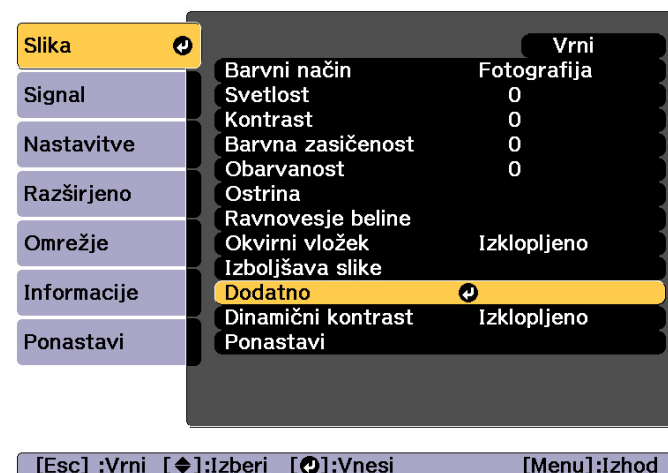 Slika
Signal
Nastavitve
Razširjeno
Omrežje
Informacije
Ponastavi
Vrni
Barvni način Fotografija
Svetlost 0
Kontrast 0
Barvna zasičenost 0
Obarvanost 0
Ostrina
Ravnovesje beline
Okvirni vložek Izklopljeno
Izboljšava slike
Dodatno
Dinamični kontrast Izklopljeno
Ponastavi
[Esc] :Vrni [◆]:Izberi [↵]:Vnesi [Menu]:Izhod